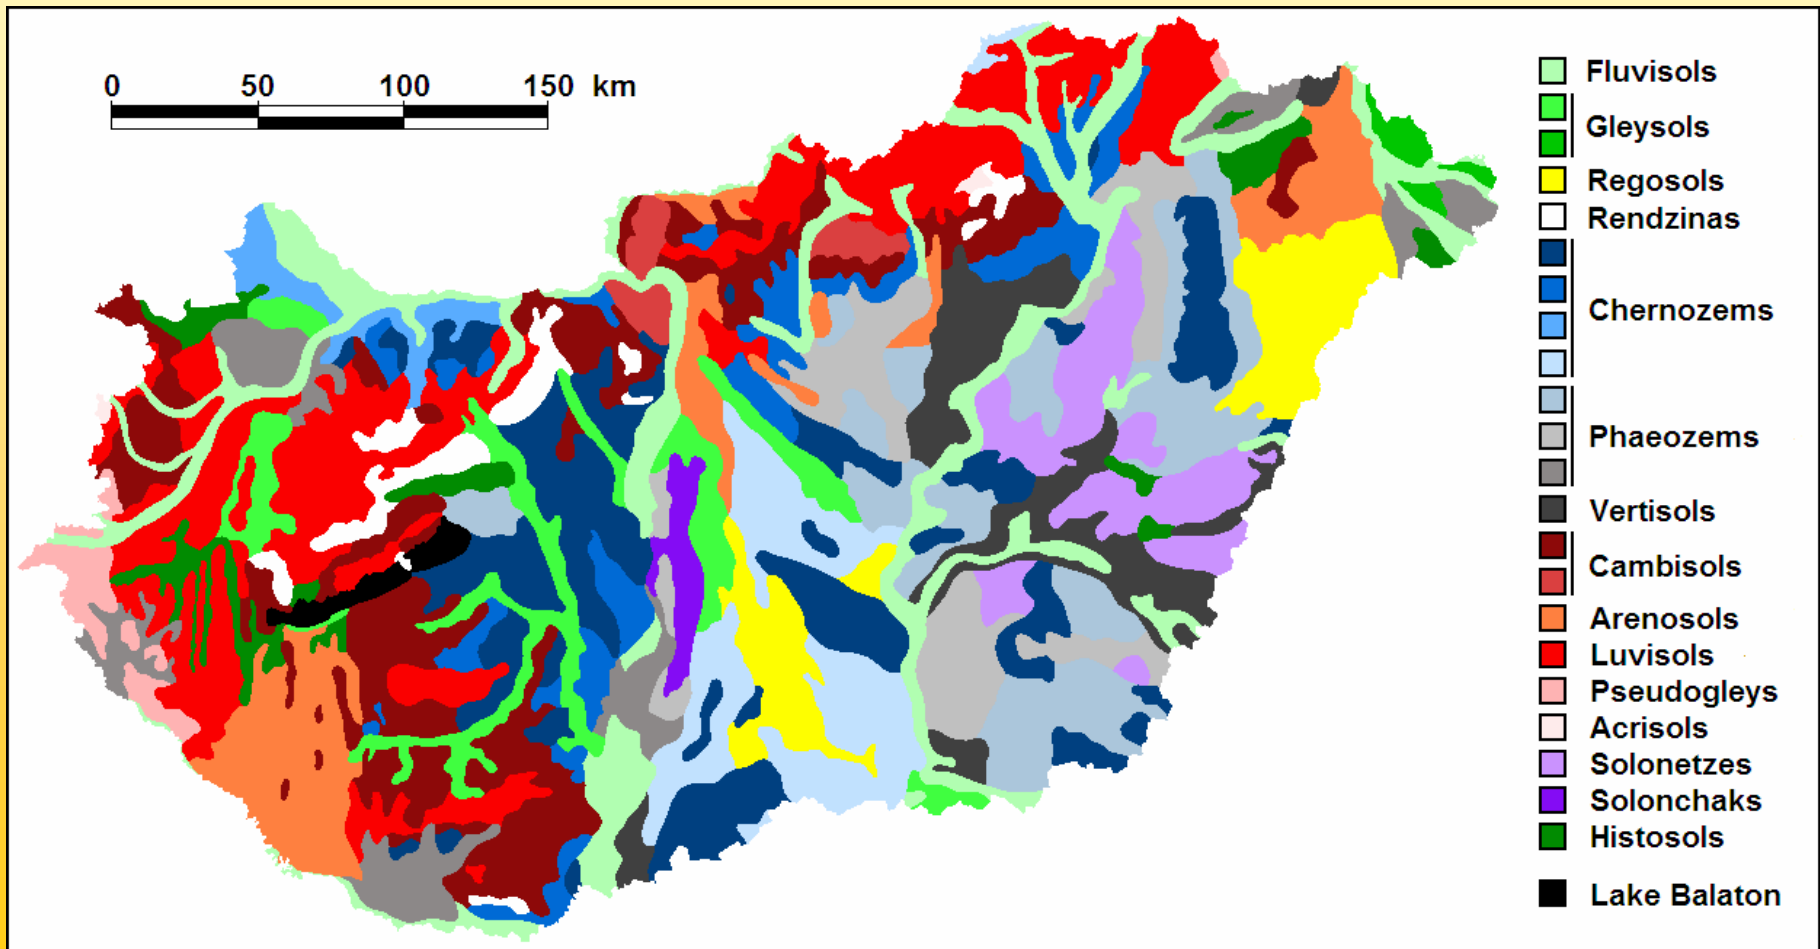 0 50 100 150 km
Fluvisols
Gleysols
Regosols
Rendzinas
Chernozems
Phaeozems
Vertisols
Cambisols
Arenosols
Luvisols
Pseudogleys
Acrisols
Solonetzes
Solonchaks
Histosols
Lake Balaton